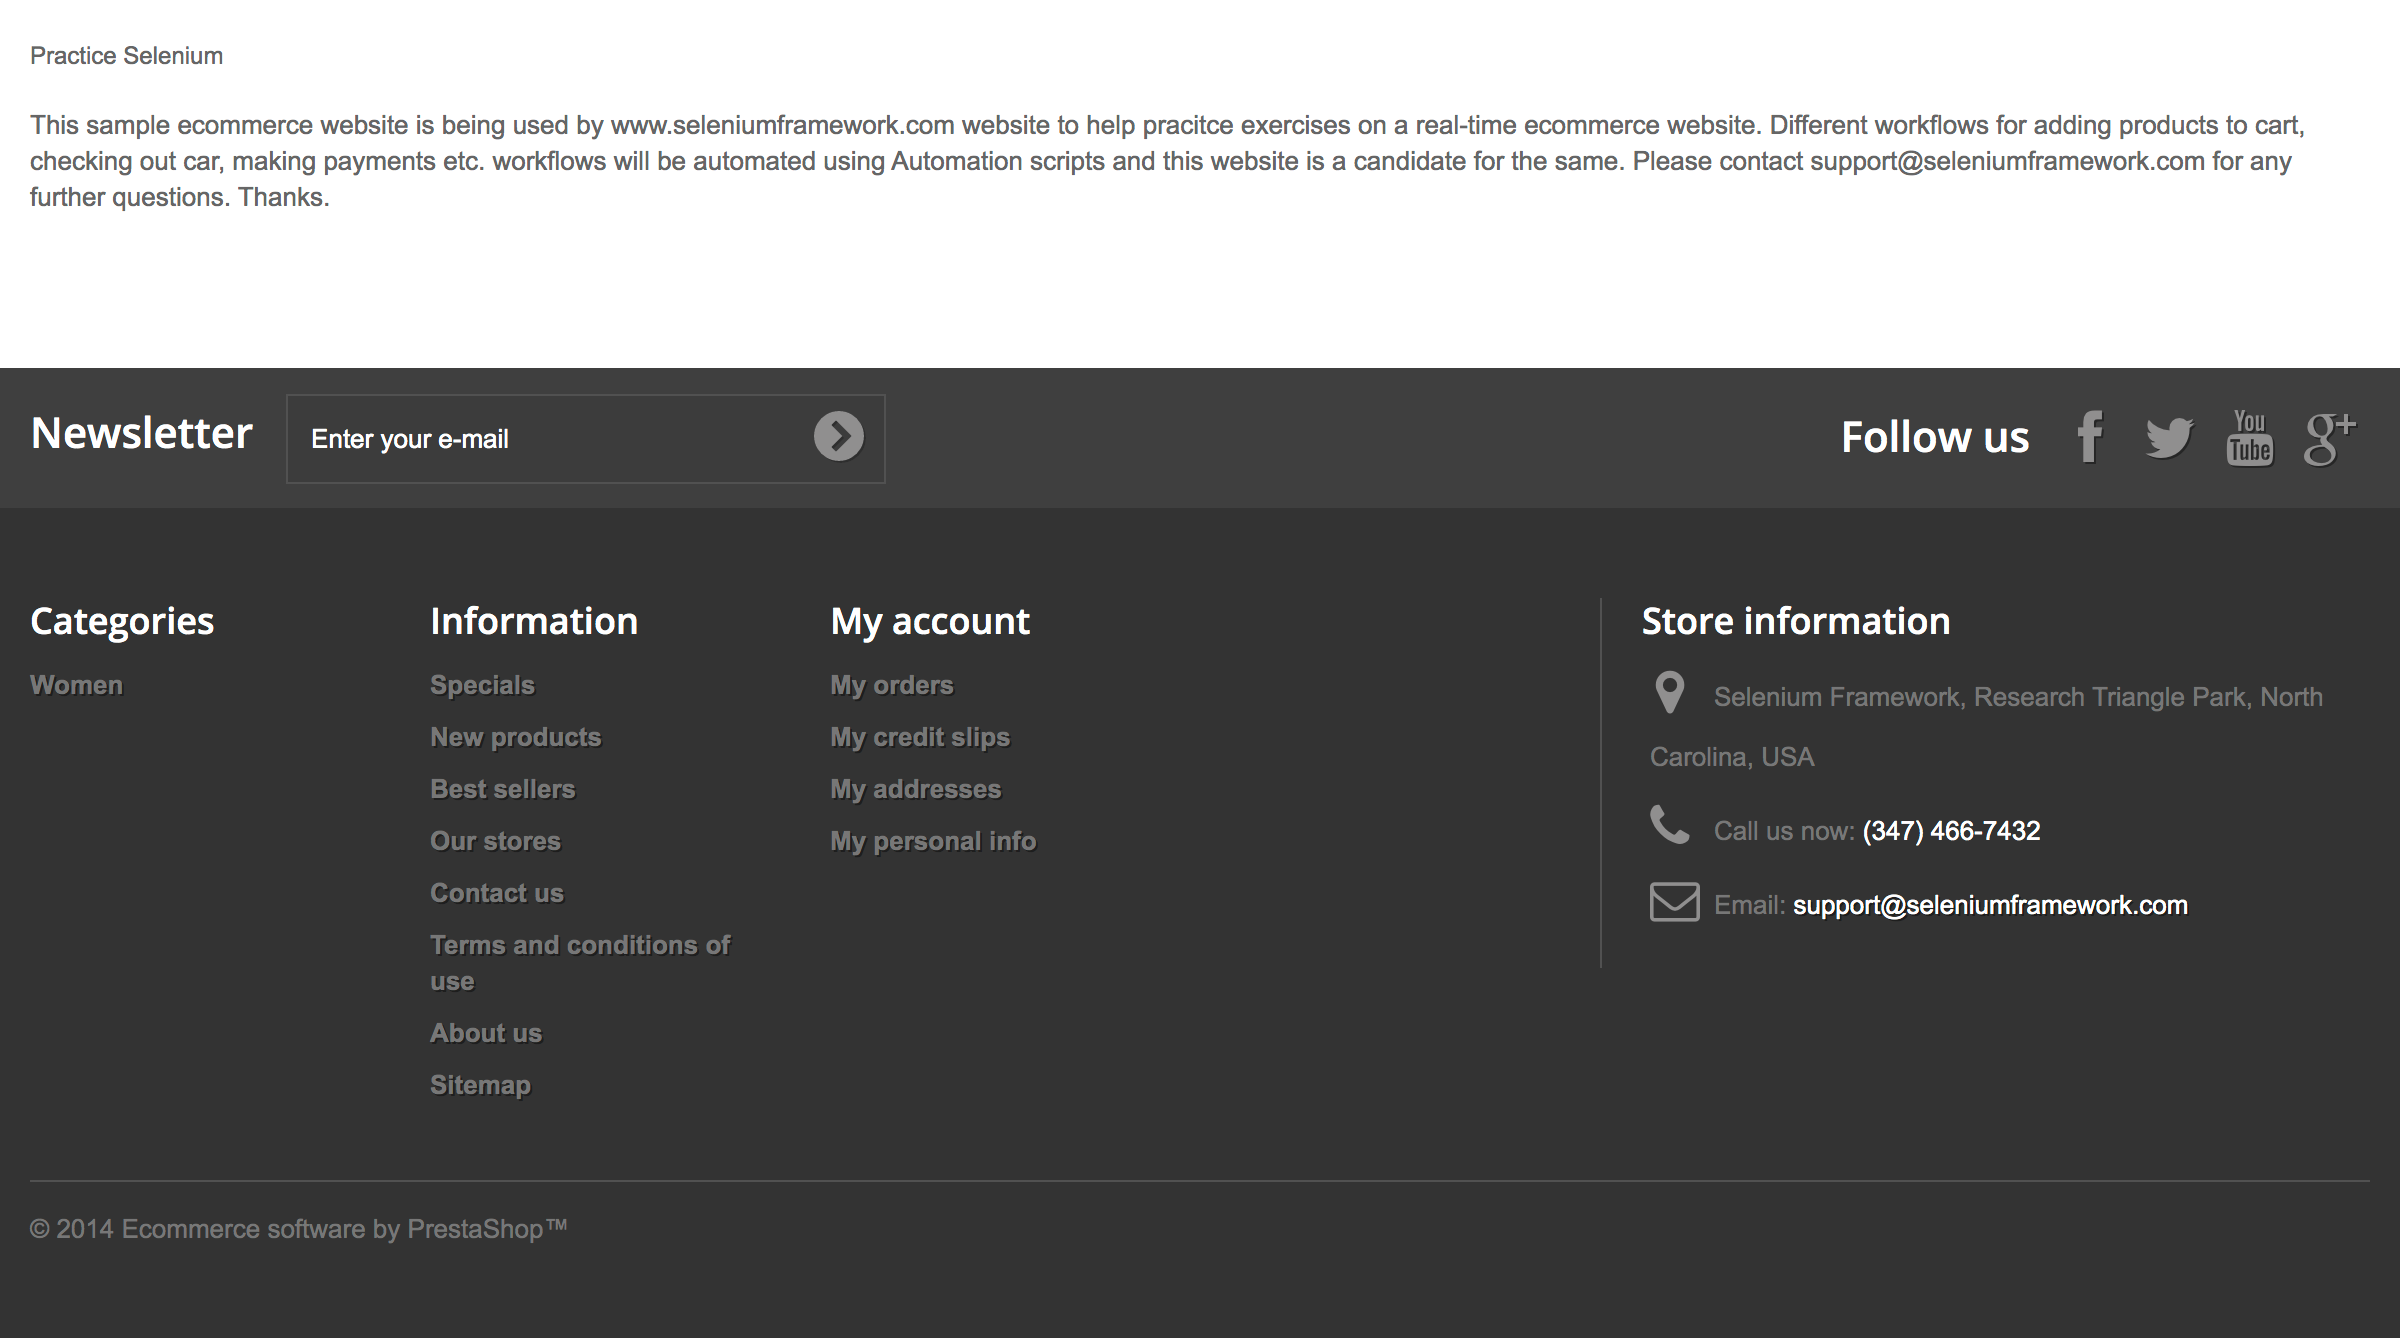 Practice Selenium
This sample ecommerce website is being used by www.seleniumframework.com website to help pracitce exercises on a real-time ecommerce website. Different workflows for adding products to cart,
checking out car, making payments etc. workflows will be automated using Automation scripts and this website is a candidate for the same. Please contact support@seleniumframework.com for any
further questions. Thanks.
Newsletter
Enter your e-mail
Follow us
You
Tube
g+
Categories
Women
Information
Specials
New products
Best sellers
Our stores
Contact us
Terms and conditions of
use
About us
Sitemap
My account
My orders
My credit slips
My addresses
My personal info
Store information
Selenium Framework, Research Triangle Park, North
Carolina, USA
Call us now: (347) 466-7432
Email: support@seleniumframework.com
© 2014 Ecommerce software by PrestaShop™